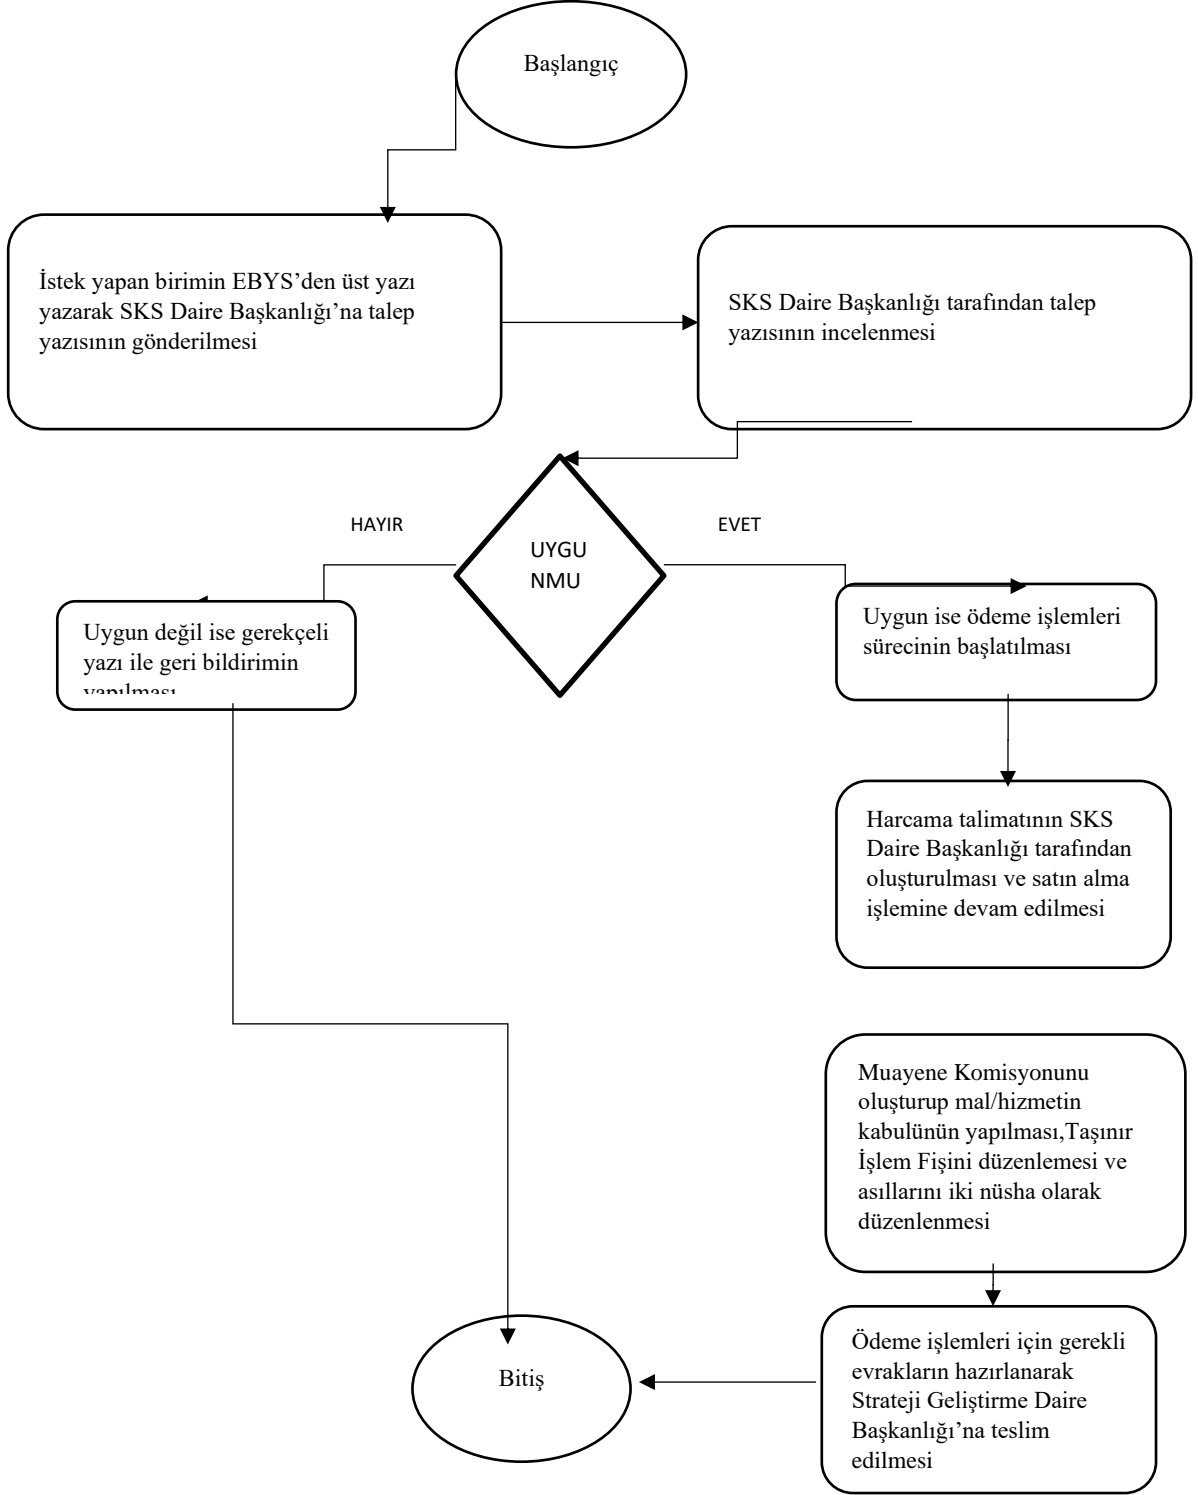 Başlangıç
İstek yapan birimin EBYS’den üst yazı
yazarak SKS Daire Başkanlığı’na talep
yazısının gönderilmesi
SKS Daire Başkanlığı tarafından talep
yazısının incelenmesi
HAYIR
EVET
UYGU
NMU
Uygun değil ise gerekçeli
yazı ile geri bildirimin
yapılması
Uygun ise ödeme işlemleri
sürecinin başlatılması
Harcama talimatının SKS
Daire Başkanlığı tarafından
oluşturulması ve satın alma
işlemine devam edilmesi
Muayene Komisyonunu
oluşturup mal/hizmetin
kabulünün yapılması,Taşınır
İşlem Fişini düzenlemesi ve
asıllarını iki nüsha olarak
düzenlenmesi
Ödeme işlemleri için gerekli
evrakların hazırlanarak
Strateji Geliştirme Daire
Başkanlığı’na teslim
edilmesi
Bitiş